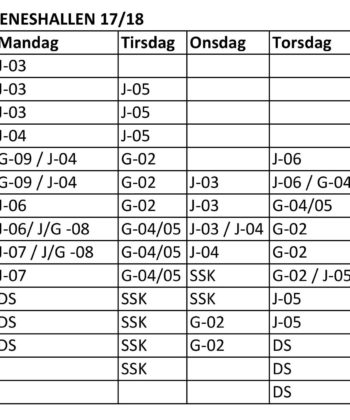 ENESHALLEN 17/18
Mandag Tirsdag Onsdag Torsdag
J-03
J-03 J-05
J-03 J-05
J-04 J-05
G-09 / J-04 G-02 J-06
G-09 / J-04 G-02 J-03 J-06 / G-04
J-06 G-02 J-03 G-04/05
J-06/ J/G -08 G-04/05 J-03 / J-04 G-02
J-07 / J/G -08 G-04/05 J-04 G-02
J-07 G-04/05 SSK G-02 / J-05
DS SSK SSK J-05
DS SSK G-02 J-05
DS SSK G-02 DS
SSK DS
DS